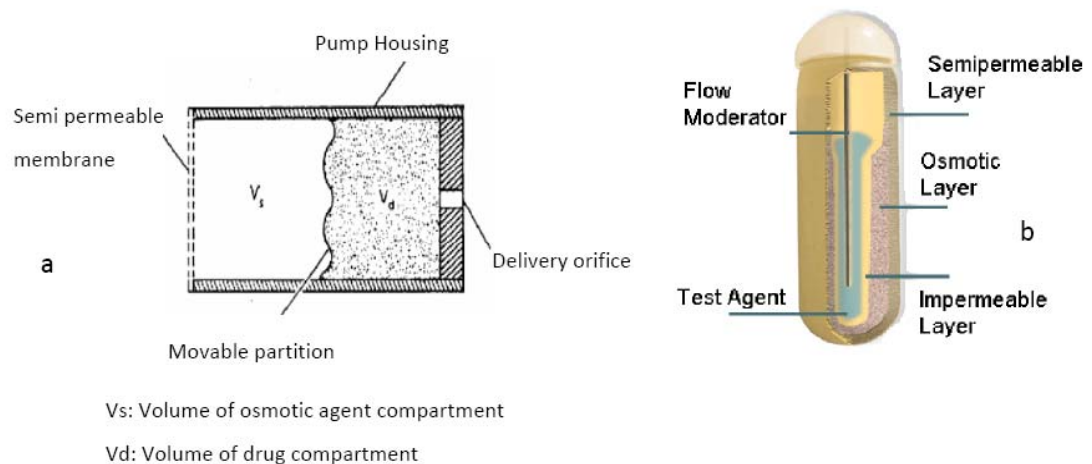 Pump Housing
Semi permeable
membrane
Vs
Vd
a
Delivery orifice
Movable partition
Vs: Volume of osmotic agent compartment
Vd: Volume of drug compartment
Flow
Moderator
Semipermeable
Layer
Osmotic
Layer
b
Test Agent
Impermeable
Layer